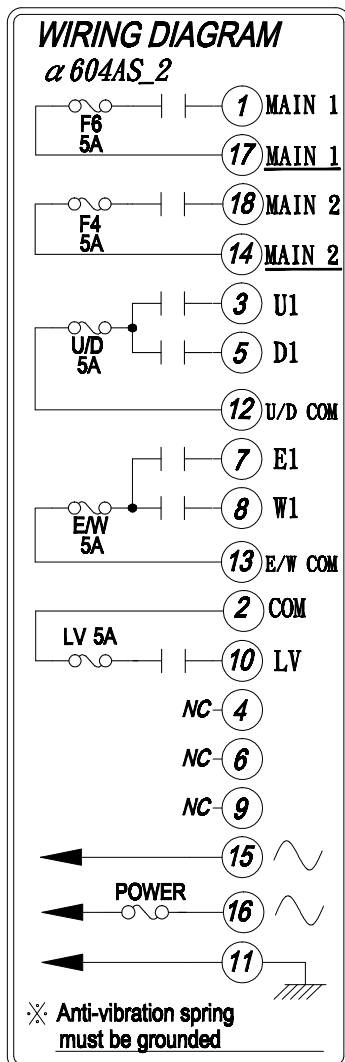 WIRING DIAGRAM
α 604AS_2
1 MAIN 1
F6
5A
17 MAIN 1
18 MAIN 2
F4
5A
14 MAIN 2
3 U1
U/D
5A
5 D1
12 U/D COM
7 E1
E/W
5A
8 W1
13 E/W COM
2 COM
LV 5A
10 LV
NC 4
NC 6
NC 9
15
POWER
16
11
※ Anti-vibration spring
must be grounded